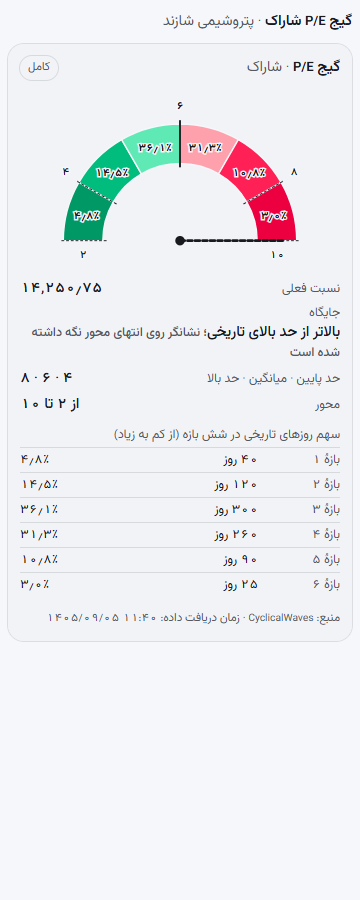 گیج P/E شاراک · پتروشیمی شازند
گیج P/E · شاراک
کامل
۶
۳۶٫۱٪ ۳۱٫۳٪
۴ ۱۴٫۵٪ ۱۰٫۸٪ ۸
۴٫۸٪ ۳٫۰٪
۲ ۱۰
نسبت فعلی ۱۴٬۲۵۰٫۷۵
جایگاه
بالاتر از حد بالای تاریخی؛ نشانگر روی انتهای محور نگه داشته
شده است
حد پایین · میانگین · حد بالا ۴ · ۶ · ۸
محور از ۲ تا ۱۰
سهم روزهای تاریخی در شش بازه (از کم به زیاد)
بازهٔ ۱ ۴۰ روز ۴٫۸٪
بازهٔ ۲ ۱۲۰ روز ۱۴٫۵٪
بازهٔ ۳ ۳۰۰ روز ۳۶٫۱٪
بازهٔ ۴ ۲۶۰ روز ۳۱٫۳٪
بازهٔ ۵ ۹۰ روز ۱۰٫۸٪
بازهٔ ۶ ۲۵ روز ۳٫۰٪
منبع: CyclicalWaves · زمان دریافت داده: ۱۴۰۵/۰۹/۰۵ ۱۱:۴۰